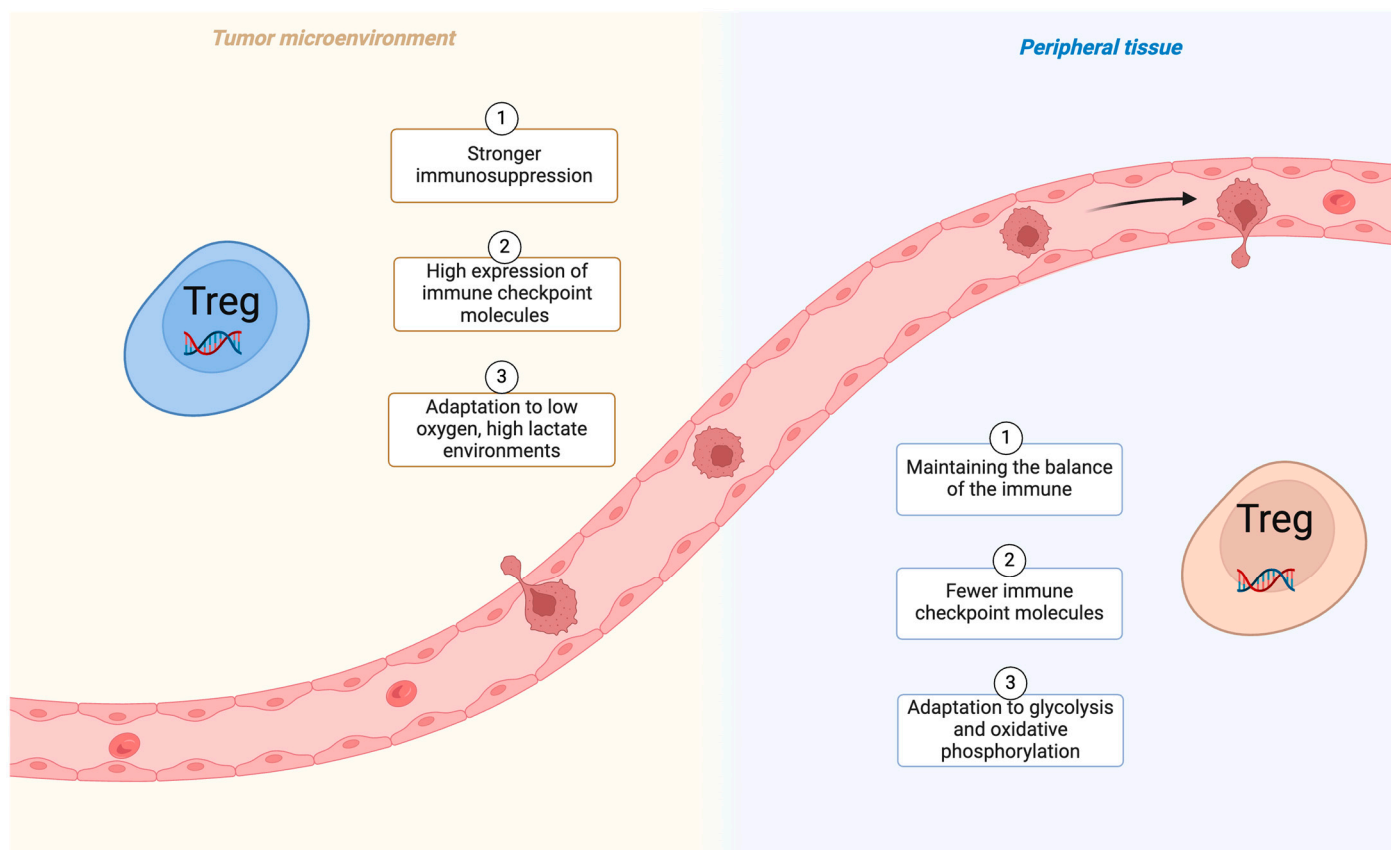 Tumor microenvironment
1
Stronger
immunosuppression
2
High expression of
immune checkpoint
molecules
3
Adaptation to low
oxygen, high lactate
environments
Treg
Peripheral tissue
1
Maintaining the balance
of the immune
2
Fewer immune
checkpoint molecules
3
Adaptation to glycolysis
and oxidative
phosphorylation
Treg